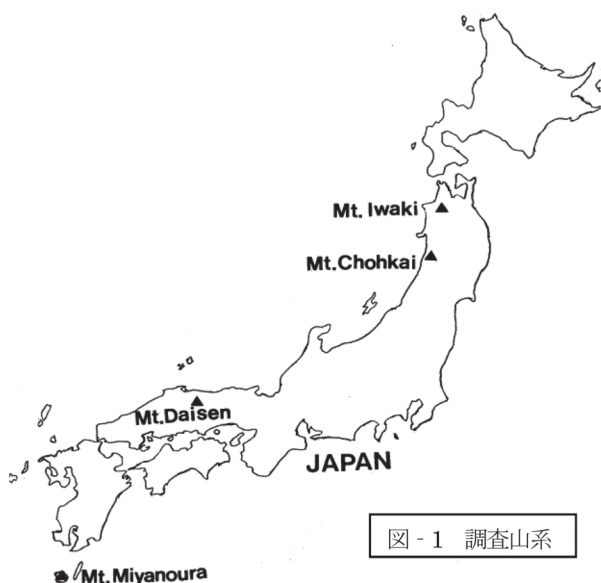 Mt. Iwaki
Mt.Chohkai
Mt.Daisen
JAPAN
図 - 1 調査山系
Mt.Miyanoura